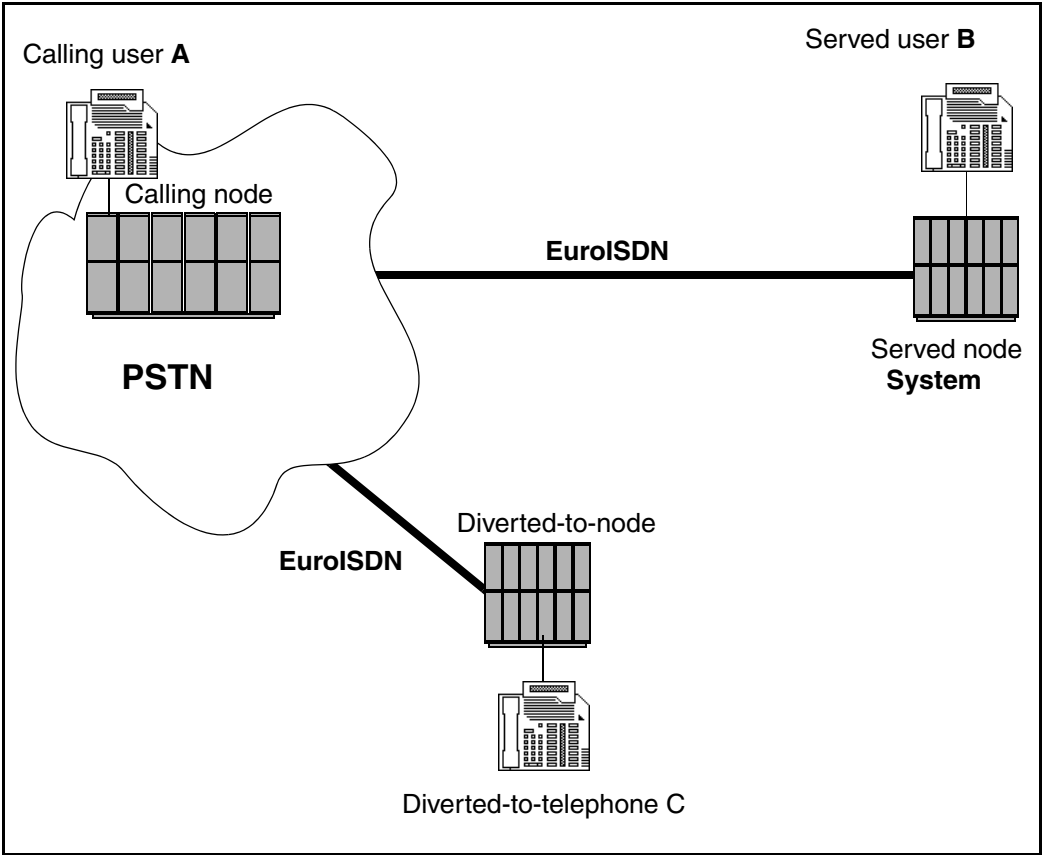 Calling user A
Served user B
Calling node
EuroISDN
PSTN
Served node
System
Diverted-to-node
EuroISDN
Diverted-to-telephone C